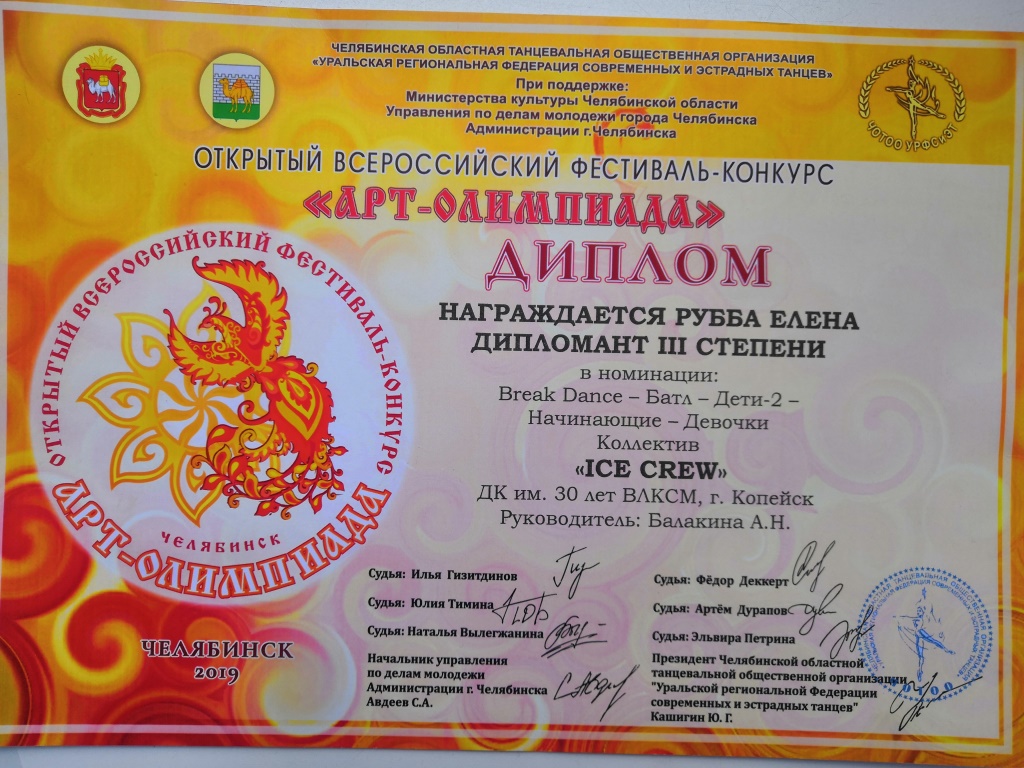 ЧЕЛЯБИНСКАЯ ОБЛАСТНАЯ ТАНЦЕВАЛЬНАЯ ОБЩЕСТВЕННАЯ ОРГАНИЗАЦИЯ
«УРАЛЬСКАЯ РЕГИОНАЛЬНАЯ ФЕДЕРАЦИЯ СОВРЕМЕННЫХ И ЭСТРАДНЫХ ТАНЦЕВ»
При поддержке:
Министерства культуры Челябинской области
Управления по делам молодежи города Челябинска
Администрации г.Челябинска
ЧОТОО УРФСиЭТ
ОТКРЫТЫЙ ВСЕРОССИЙСКИЙ ФЕСТИВАЛЬ-КОНКУРС
«АРТ-ОЛИМПИАДА»
ДИПЛОМ
ОТКРЫТЫЙ ВСЕРОССИЙСКИЙ ФЕСТИВАЛЬ-КОНКУРС
ЧЕЛЯБИНСК
АРТ-ОЛИМПИАДА
ЧЕЛЯБИНСК
2019
НАГРАЖДАЕТСЯ РУББА ЕЛЕНА
ДИПЛОМАНТ III СТЕПЕНИ
в номинации:
Break Dance – Батл – Дети-2 –
Начинающие – Девочки
Коллектив
«ICE CREW»
ДК им. 30 лет ВЛКСМ, г. Копейск
Руководитель: Балакина А.Н.
Судья: Илья Гизитдинов
Судья: Юлия Тимина
Судья: Наталья Вылегжанина
Начальник управления
по делам молодежи
Администрации г. Челябинска
Авдеев С.А.
Судья: Фёдор Деккерт
Судья: Артём Дурапов
Судья: Эльвира Петрина
Президент Челябинской областной
танцевальной общественной организации
"Уральской региональной Федерации
современных и эстрадных танцев"
Кашигин Ю. Г.